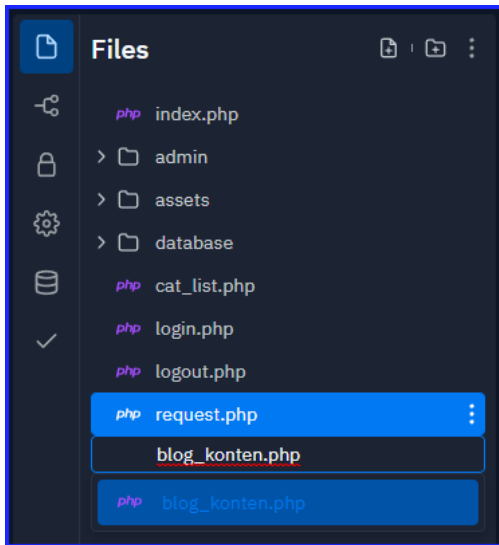 Files
php index.php
admin
assets
database
php cat_list.php
php login.php
php logout.php
php request.php
blog_konten.php
php blog_konten.php